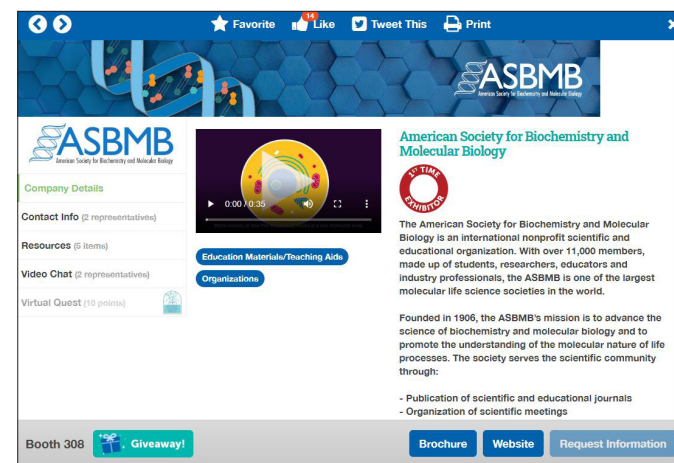 Favorite
14
Like
Tweet This
Print
ASBMB
American Society for Biochemistry and Molecular Biology
ASBMB
American Society for Biochemistry and Molecular Biology
Company Details
Contact Info (2 representatives)
Resources (5 items)
Video Chat (2 representatives)
Virtual Quest (10 points)
0:00 / 0:35
Education Materials/Teaching Aids
Organizations
American Society for Biochemistry and
Molecular Biology
1ST TIME
EXHIBITOR
The American Society for Biochemistry and Molecular
Biology is an international nonprofit scientific and
educational organization. With over 11,000 members,
made up of students, researchers, educators and
industry professionals, the ASBMB is one of the largest
molecular life science societies in the world.
Founded in 1906, the ASBMB's mission is to advance the
science of biochemistry and molecular biology and to
promote the understanding of the molecular nature of life
processes. The society serves the scientific community
through:
- Publication of scientific and educational journals
- Organization of scientific meetings
Booth 308
Giveaway!
Brochure
Website
Request Information